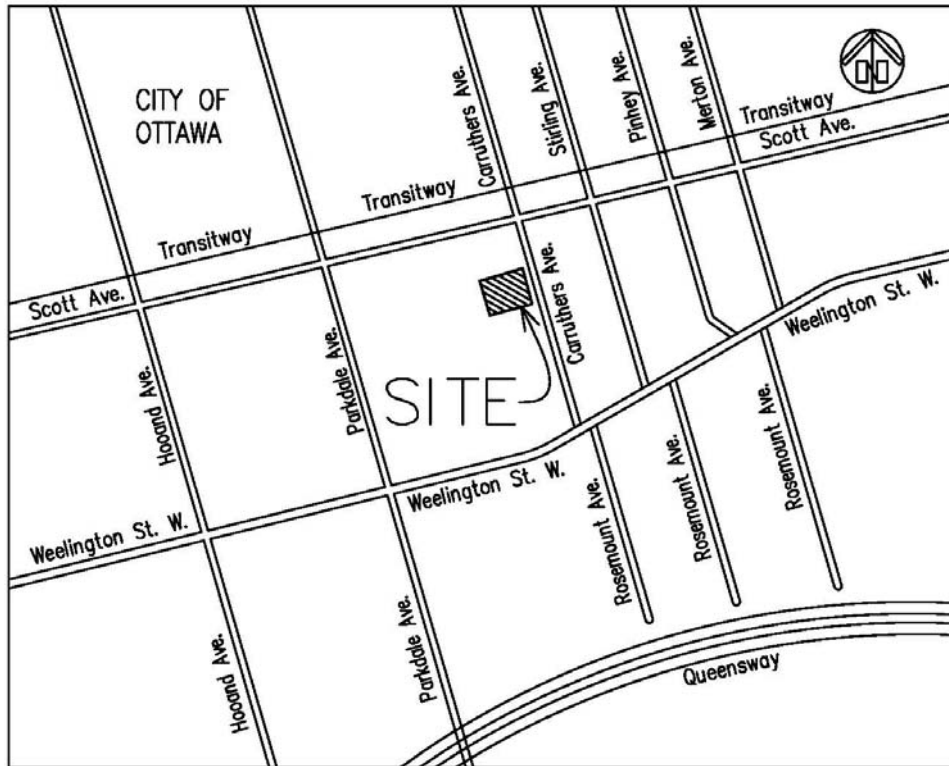 CITY OF
OTTAWA
Carruthers Ave.
Stirling Ave.
Pinhey Ave.
Merton Ave.
N
Transitway
Scott Ave.
Transitway
Transitway
Scott Ave.
Carruthers Ave.
Weelington St. W.
Hooand Ave.
Parkdale Ave.
SITE
Weelington St. W.
Weelington St. W.
Rosemount Ave.
Rosemount Ave.
Rosemount Ave.
Hooand Ave.
Parkdale Ave.
Queensway